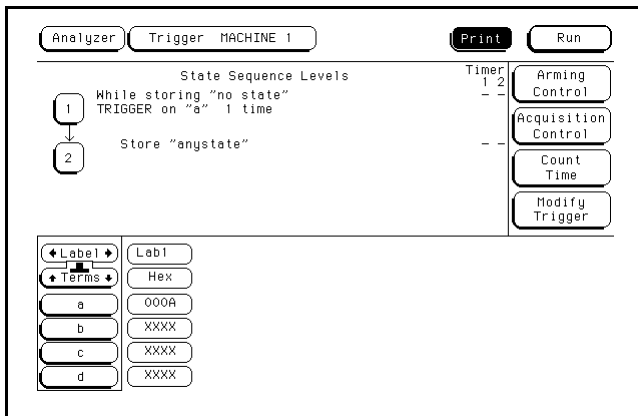 Analyzer Trigger MACHINE 1 Print Run
State Sequence Levels Timer
1 2
While storing "no state" - -
1 TRIGGER on "a" 1 time
Store "anystate" - -
2
Arming
Control
Acquisition
Control
Count
Time
Modify
Trigger
Label Lab1
Terms Hex
a 000A
b XXXX
c XXXX
d XXXX